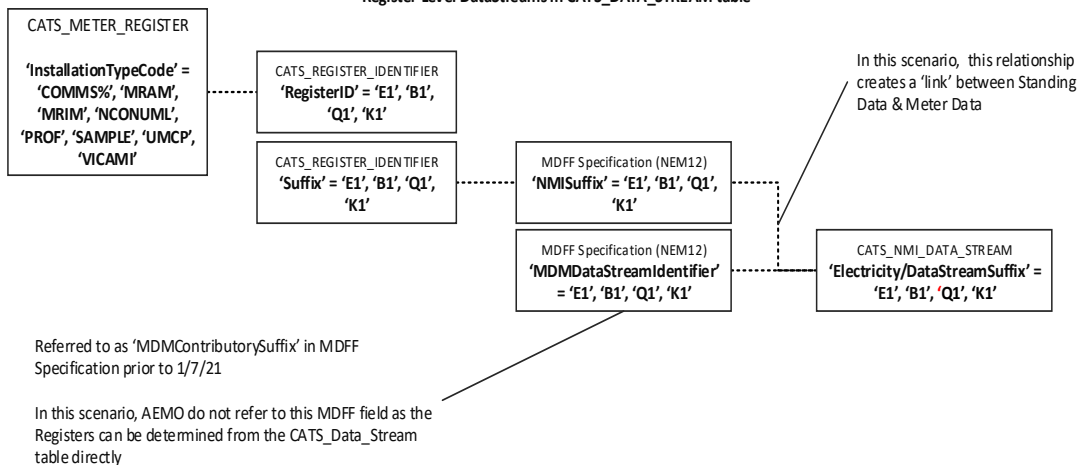 Register Level DataStreams in CATS_DATA_STREAM table
CATS_METER_REGISTER
‘InstallationTypeCode’ =
‘COMMS%’, ‘MRAM’,
‘MRIM’, ‘NCONUML’,
‘PROF’, ‘SAMPLE’, ‘UMCP’,
‘VICAMI’
CATS_REGISTER_IDENTIFIER
‘RegisterID’ = ‘E1’, ‘B1’,
‘Q1’, ‘K1’
In this scenario, this relationship
creates a ‘link’ between Standing
Data & Meter Data
CATS_REGISTER_IDENTIFIER
‘Suffix’ = ‘E1’, ‘B1’, ‘Q1’,
‘K1’
MDFF Specification (NEM12)
‘NMISuffix’ = ‘E1’, ‘B1’, ‘Q1’,
‘K1’
MDFF Specification (NEM12)
‘MDMDataStreamIdentifier’
= ‘E1’, ‘B1’, ‘Q1’, ‘K1’
CATS_NMI_DATA_STREAM
‘Electricity/DataStreamSuffix’ =
‘E1’, ‘B1’, ‘Q1’, ‘K1’
Referred to as ‘MDMContributorySuffix’ in MDFF
Specification prior to 1/7/21
In this scenario, AEMO do not refer to this MDFF field as the
Registers can be determined from the CATS_Data_Stream
table directly